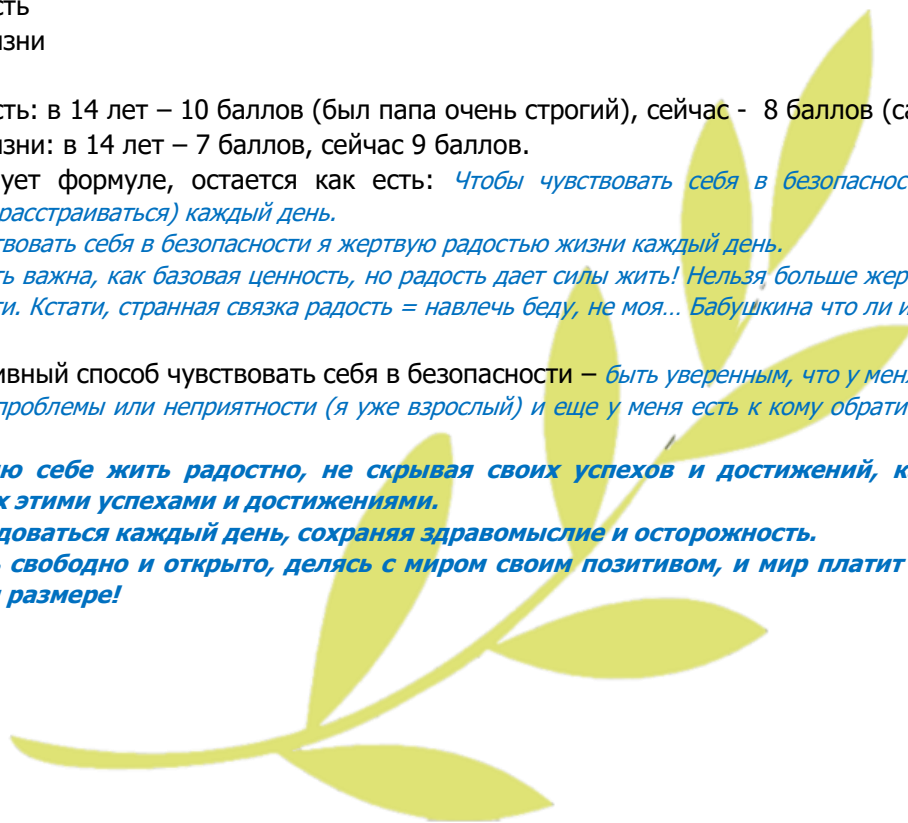 сть
изни
сть: в 14 лет – 10 баллов (был папа очень строгий), сейчас - 8 баллов (са
изни: в 14 лет – 7 баллов, сейчас 9 баллов.
ует формуле, остается как есть: Чтобы чувствовать себя в безопаснос
расстраиваться) каждый день.
твовать себя в безопасности я жертвую радостью жизни каждый день.
ть важна, как базовая ценность, но радость дает силы жить! Нельзя больше жер
ти. Кстати, странная связка радость = навлечь беду, не моя... Бабушкина что ли и
ивный способ чувствовать себя в безопасности – быть уверенным, что у меня
проблемы или неприятности (я уже взрослый) и еще у меня есть к кому обрати
ю себе жить радостно, не скрывая своих успехов и достижений, к
х этими успехами и достижениями.
доваться каждый день, сохраняя здравомыслие и осторожность.
ь свободно и открыто, делясь с миром своим позитивом, и мир платит
и размере!